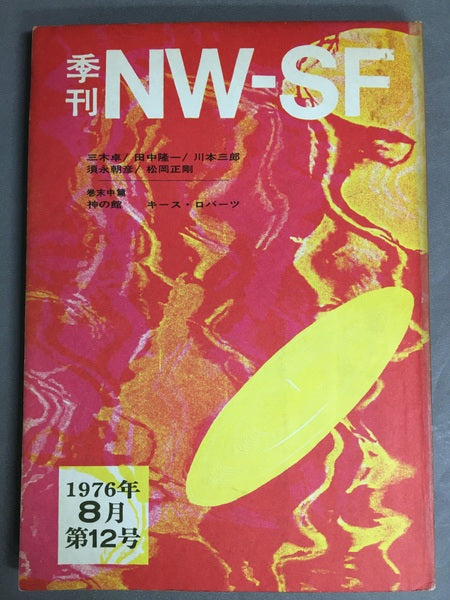 季刊 NW-SF
三木卓/田中隆一/川本三郎
須永朝彦/松岡正剛
巻末中篇
神の館 キース・ロバーツ
1976年
8月
第12号